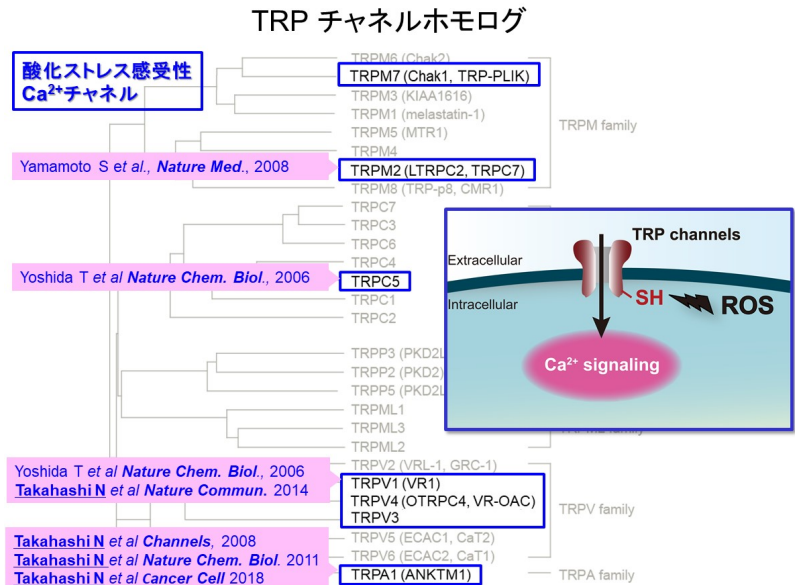 TRP チャネルホモログ
酸化ストレス感受性
Ca²⁺チャネル
TRPM6 (Chak2)
TRPM7 (Chak1, TRP-PLIK)
TRPM3 (KIAA1616)
TRPM1 (melastatin-1)
TRPM5 (MTR1)
TRPM4
TRPM family
Yamamoto S et al., Nature Med., 2008
TRPM2 (LTRPC2, TRPC7)
TRPM8 (TRP-p8, CMR1)
TRPC7
TRPC3
TRPC6
TRPC4
Yoshida T et al Nature Chem. Biol., 2006
TRPC5
TRPC1
TRPC2
TRP channels
Extracellular
Intracellular
SH
ROS
Ca²⁺ signaling
TRPP3 (PKD2L
TRPP2 (PKD2)
TRPP5 (PKD2L
TRPML1
TRPML3
TRPML2
TRPV2 (VRL-1, GRC-1)
Yoshida T et al Nature Chem. Biol., 2006
Takahashi N et al Nature Commun. 2014
TRPV1 (VR1)
TRPV4 (OTRPC4, VR-OAC)
TRPV3
TRPV family
TRPV5 (ECAC1, CaT2)
TRPV6 (ECAC2, CaT1)
Takahashi N et al Channels, 2008
Takahashi N et al Nature Chem. Biol. 2011
Takahashi N et al Cancer Cell 2018
TRPA1 (ANKTM1)
TRPA family